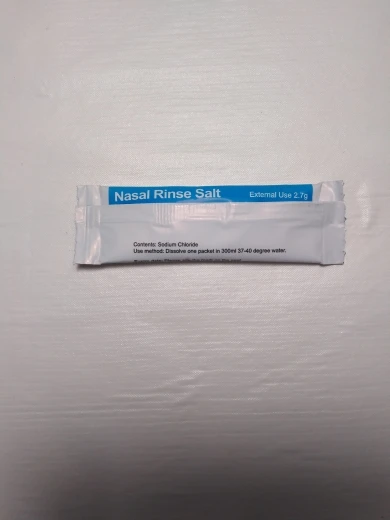 Nasal Rinse Salt External Use 2.7g
Contents: Sodium Chloride
Use method: Dissolve one packet in 300ml 37-40 degree water.